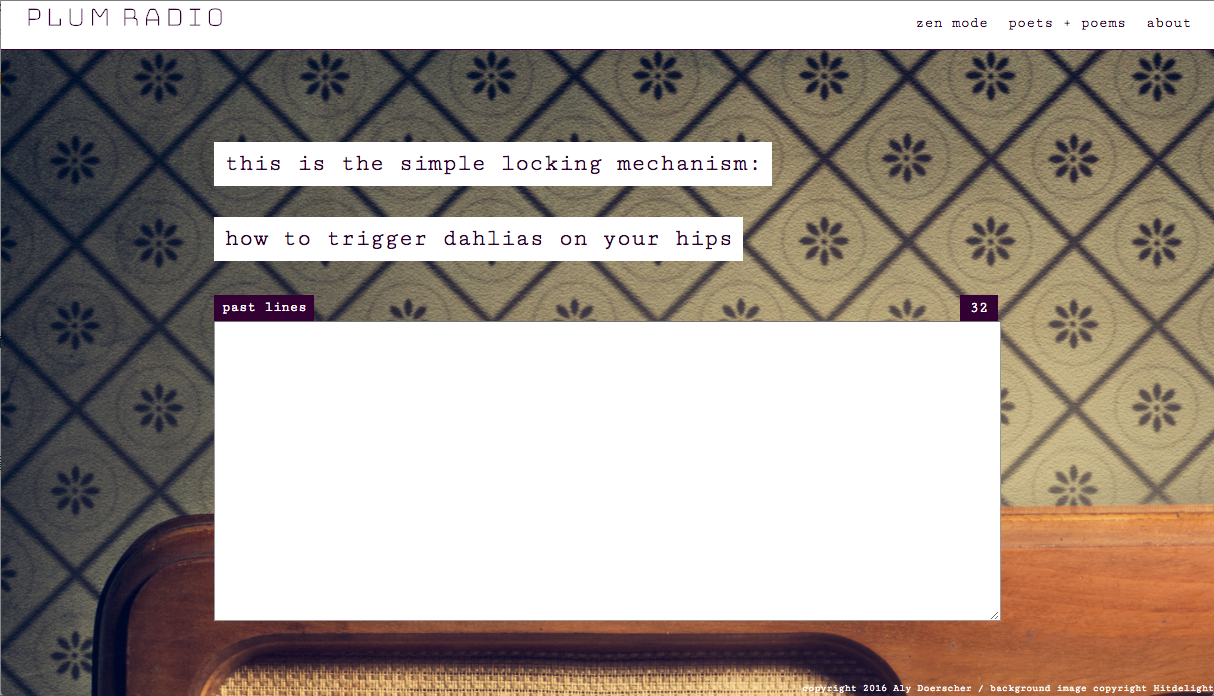 PLUM RADIO
zen mode poets + poems about
this is the simple locking mechanism:
how to trigger dahlias on your hips
past lines 32
copyright 2016 Aly Doerscher / background image copyright Hitdelight